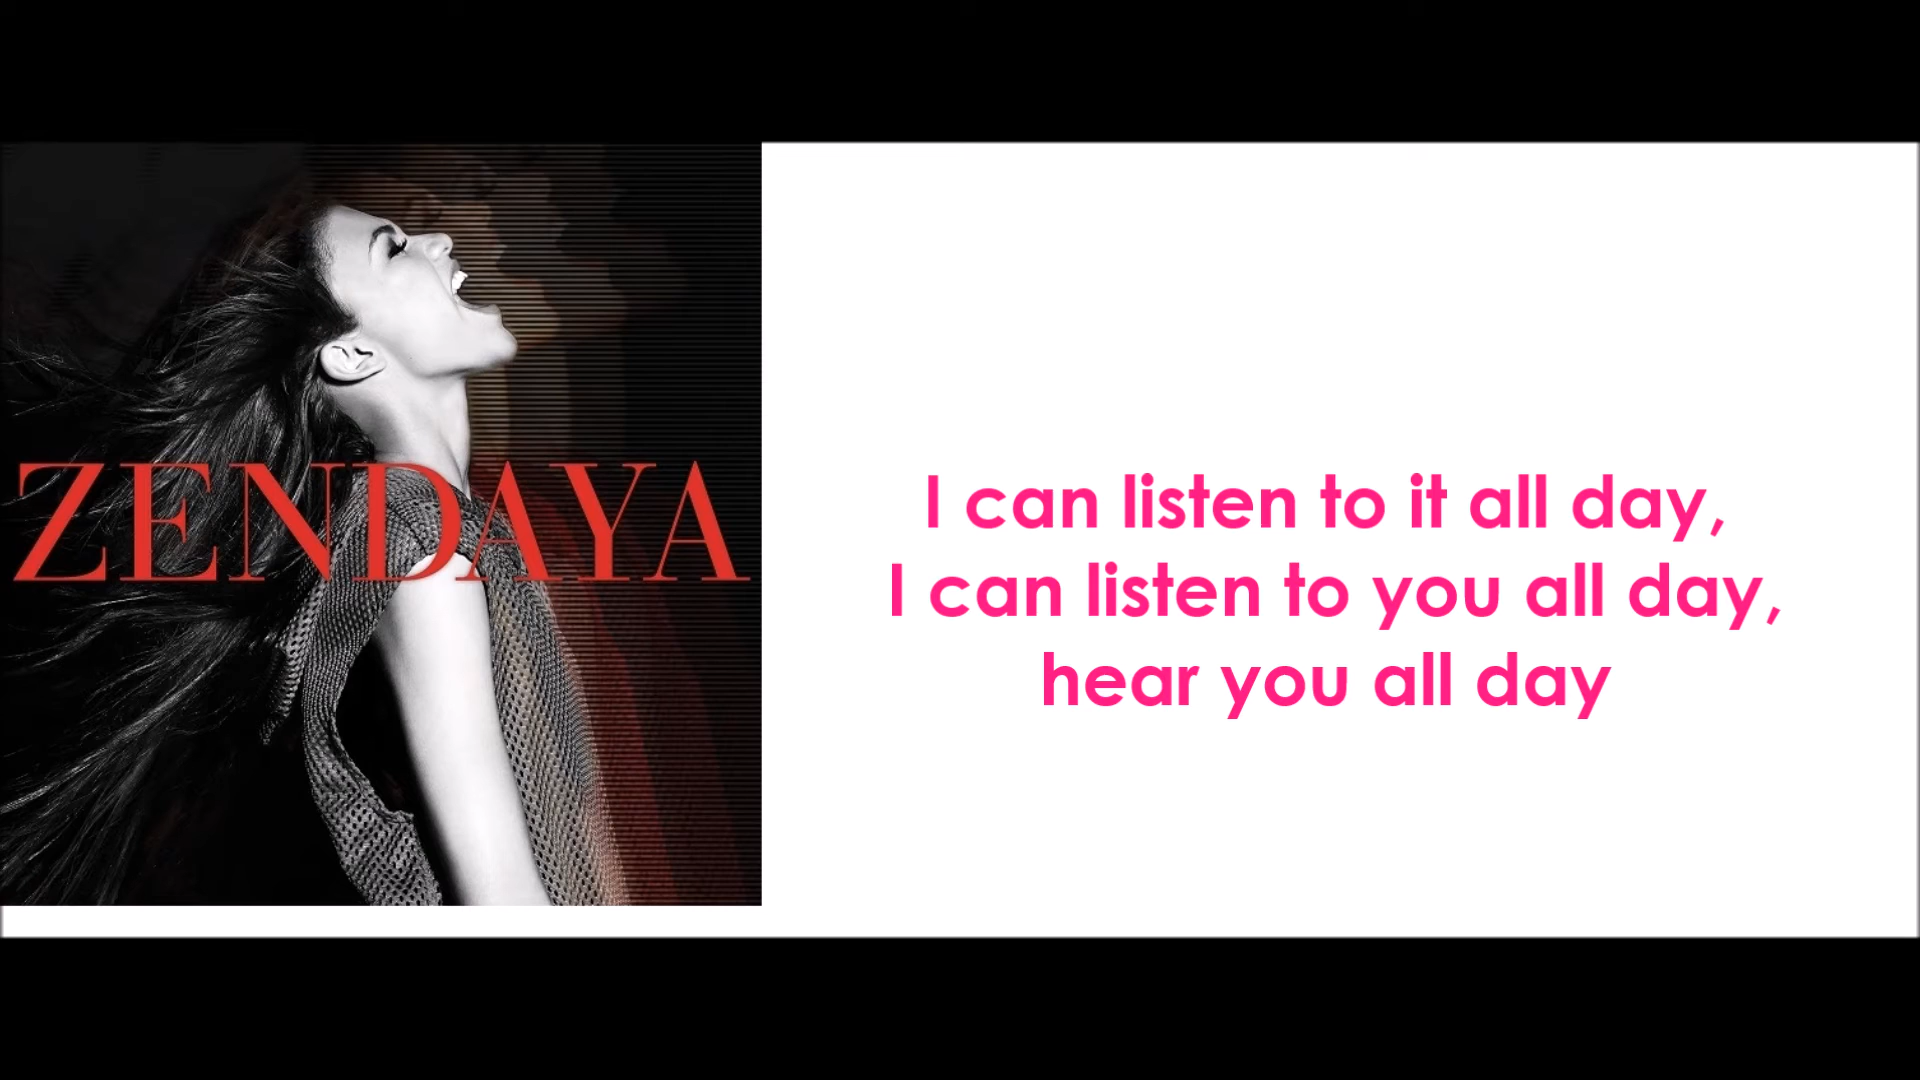 ZENDAYA
I can listen to it all day,
I can listen to you all day,
hear you all day